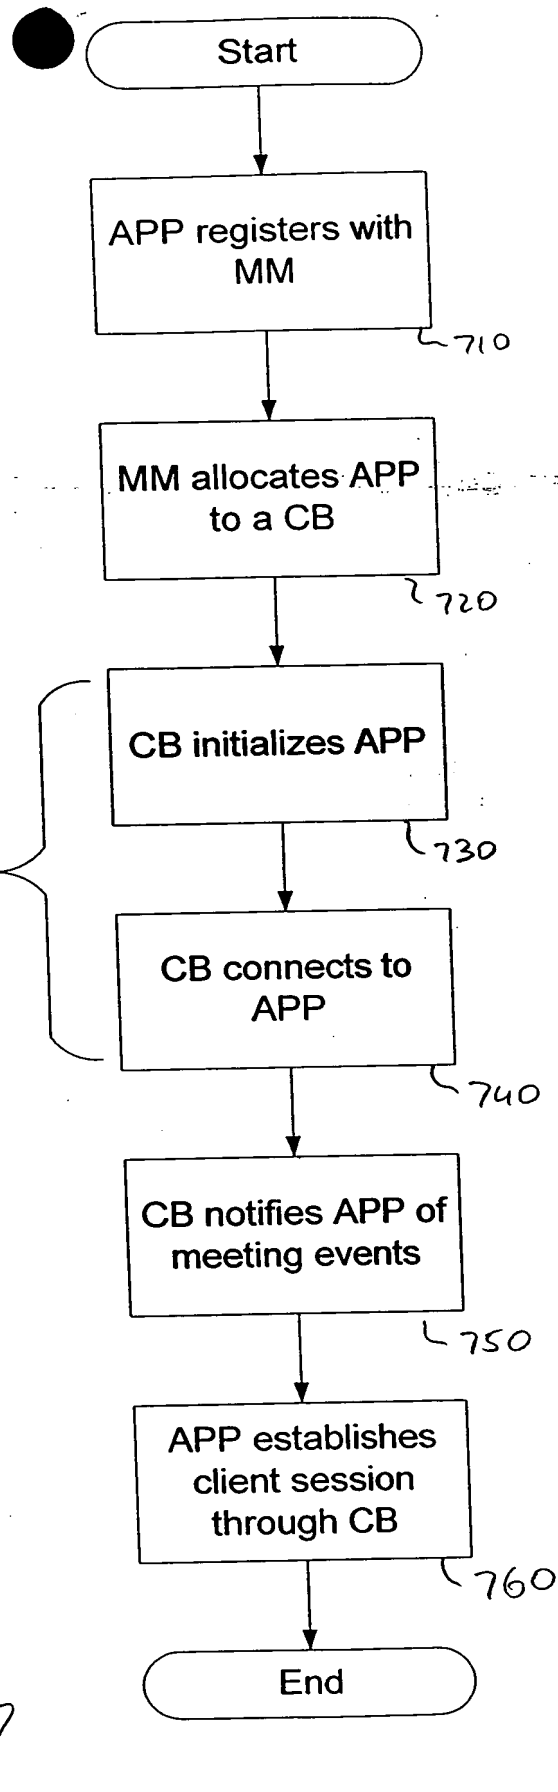 Start
APP registers with
MM
710
MM allocates APP
to a CB
720
CB initializes APP
730
CB connects to
APP
740
CB notifies APP of
meeting events
750
APP establishes
client session
through CB
760
End